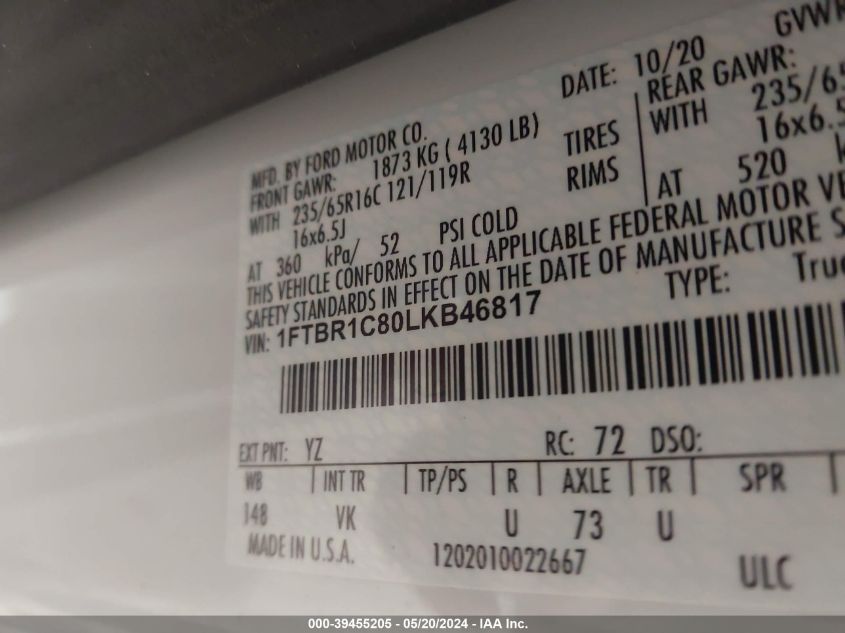 DATE: 10/20 GVWR
MFD. BY FORD MOTOR CO.
FRONT GAWR: 1873 KG ( 4130 LB) REAR GAWR:
WITH 235/65R16C 121/119R TIRES WITH 235/65
16x6.5J RIMS 16x6.5
AT 360 kPa/ 52 PSI COLD AT 520
THIS VEHICLE CONFORMS TO ALL APPLICABLE FEDERAL MOTOR VE
SAFETY STANDARDS IN EFFECT ON THE DATE OF MANUFACTURE S
VIN: 1FTBR1C80LKB46817 TYPE: Truc
EXT PNT: YZ RC: 72 DSO:
WB INT TR TP/PS R AXLE TR SPR
148 VK U 73 U
MADE IN U.S.A. 1202010022667 ULC
000-39455205 - 05/20/2024 - IAA Inc.